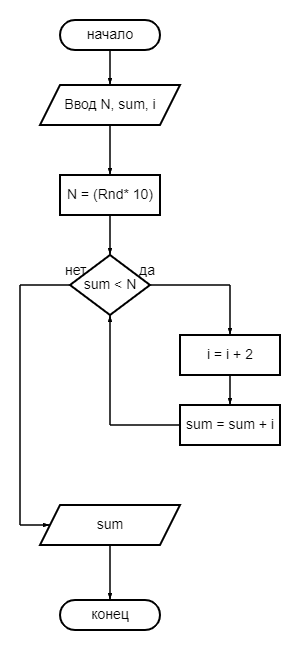 начало
Ввод N, sum, i
N = (Rnd* 10)
нет
да
sum < N
i = i + 2
sum = sum + i
sum
конец